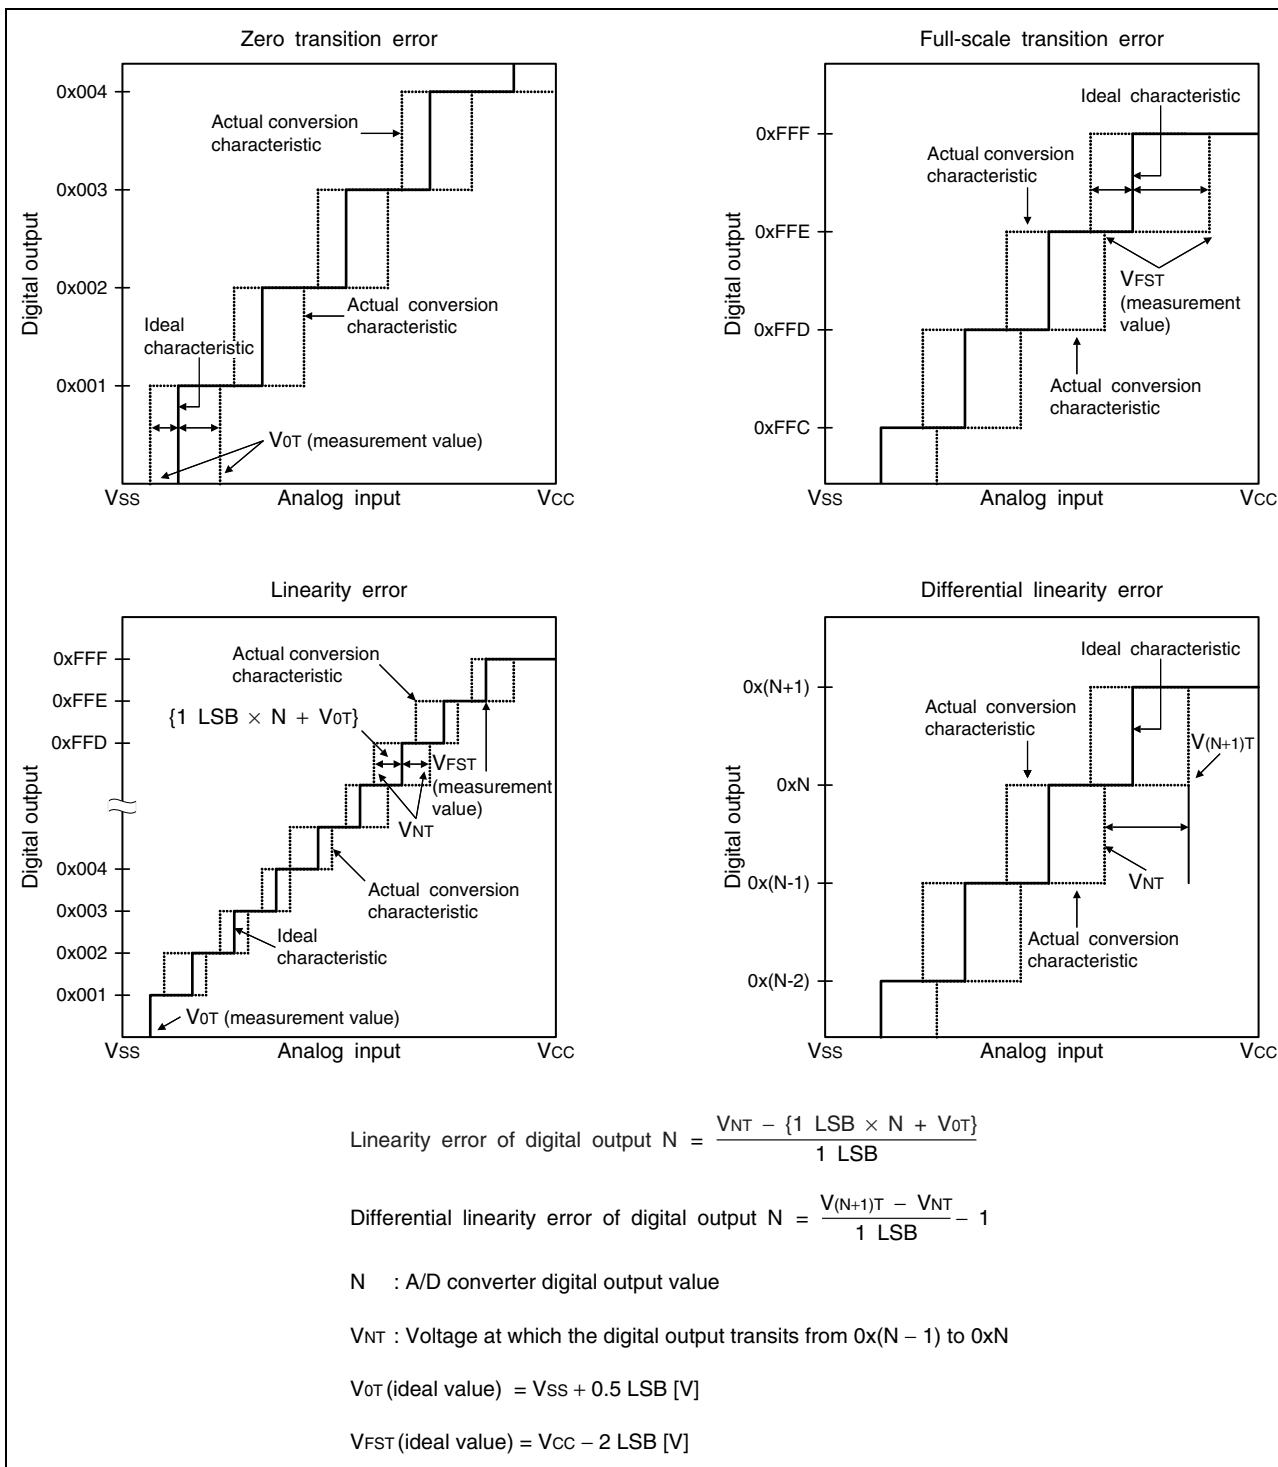 Zero transition error
0x004
0x003
0x002
0x001
Digital output
Actual conversion
characteristic
Actual conversion
characteristic
Ideal
characteristic
V0T (measurement value)
VSS
Analog input
VCC
Full-scale transition error
0xFFF
0xFFE
0xFFD
0xFFC
Digital output
Ideal characteristic
Actual conversion
characteristic
VFST
(measurement
value)
Actual conversion
characteristic
VSS
Analog input
VCC
Linearity error
0xFFF
0xFFE
0xFFD
0x004
0x003
0x002
0x001
Digital output
Actual conversion
characteristic
{1 LSB × N + V0T}
VFST
(measurement
value)
VNT
Actual conversion
characteristic
Ideal
characteristic
V0T (measurement value)
VSS
Analog input
VCC
Differential linearity error
0x(N+1)
0xN
0x(N-1)
0x(N-2)
Digital output
Ideal characteristic
Actual conversion
characteristic
V(N+1)T
VNT
Actual conversion
characteristic
VSS
Analog input
VCC
Linearity error of digital output N = VNT − {1 LSB × N + V0T} / 1 LSB
Differential linearity error of digital output N = V(N+1)T − VNT / 1 LSB − 1
N : A/D converter digital output value
VNT : Voltage at which the digital output transits from 0x(N − 1) to 0xN
V0T (ideal value) = VSS + 0.5 LSB [V]
VFST (ideal value) = VCC − 2 LSB [V]